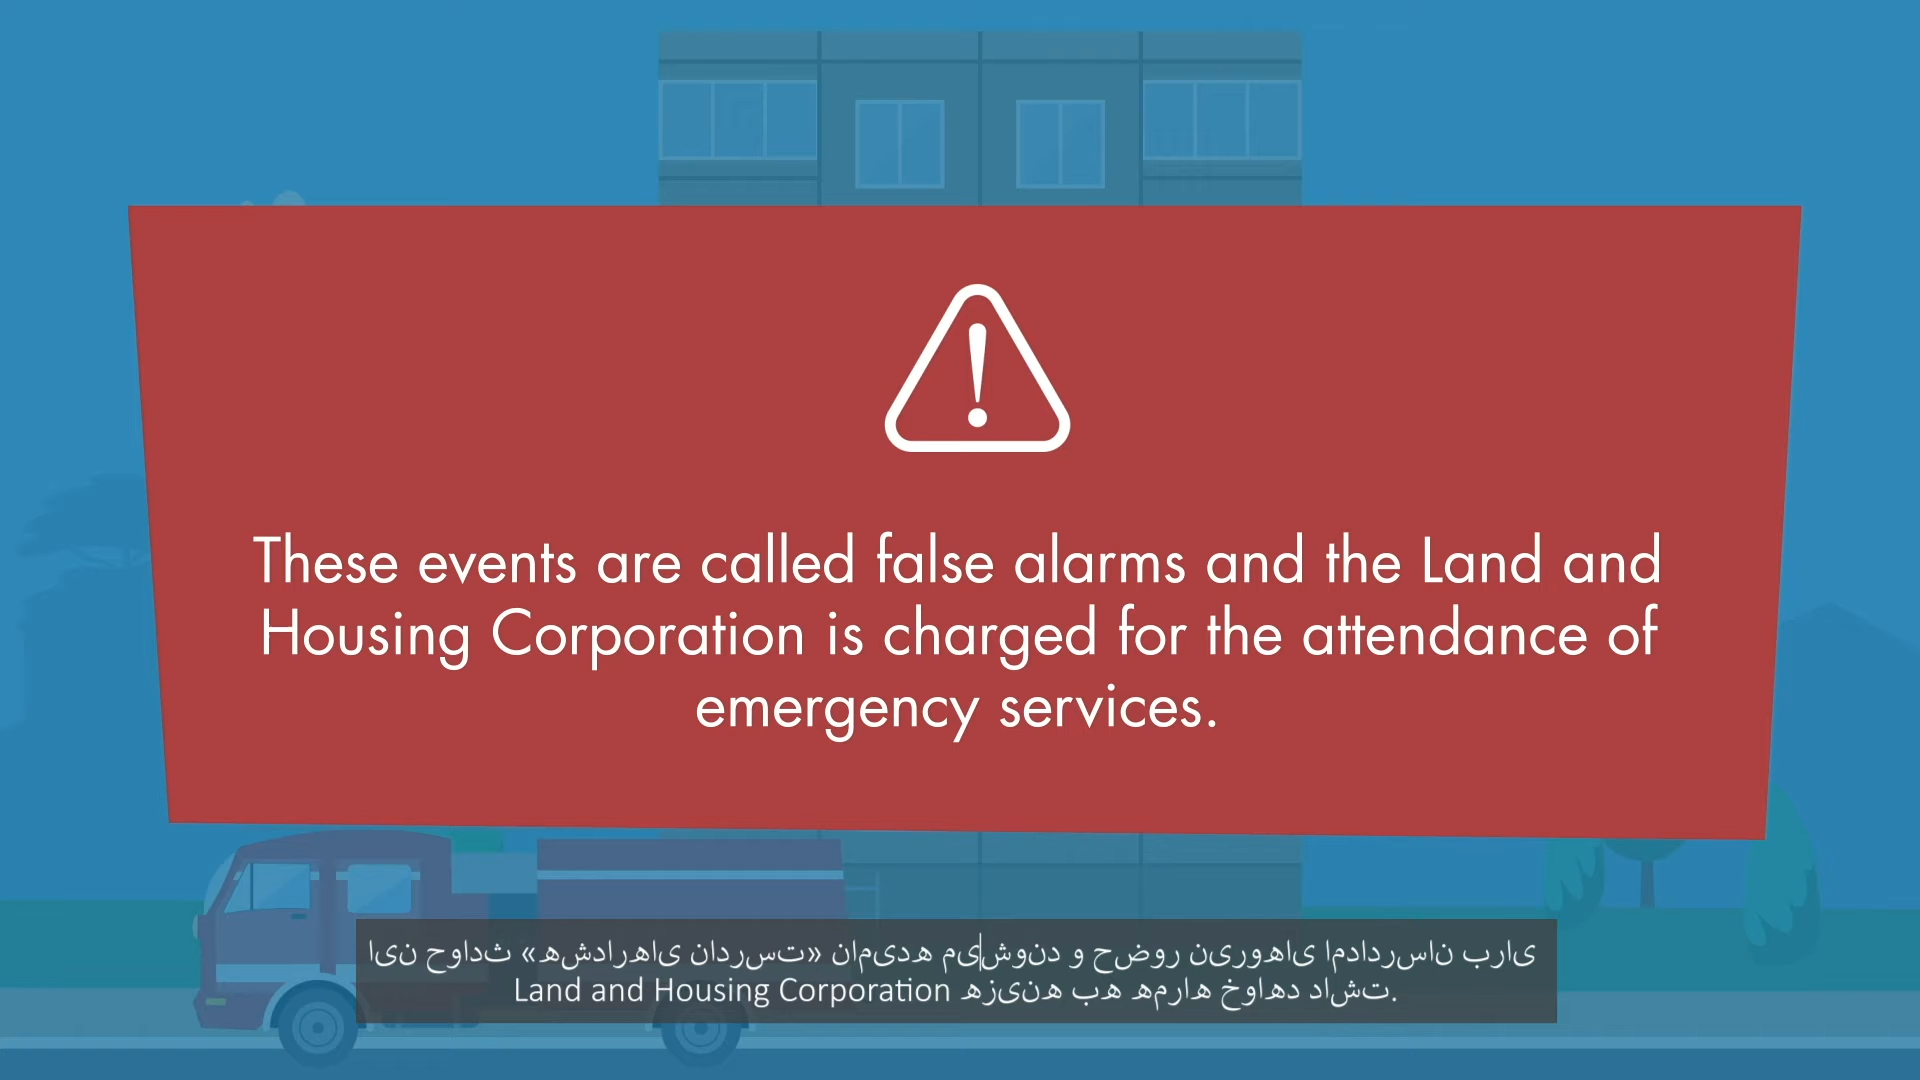 These events are called false alarms and the Land and
Housing Corporation is charged for the attendance of
emergency services.
این حوادث «هشدارهای نادرست» نامیده می‌شوند و حضور نیروهای امدادرسان برای
Land and Housing Corporation هزینه به همراه خواهد داشت.